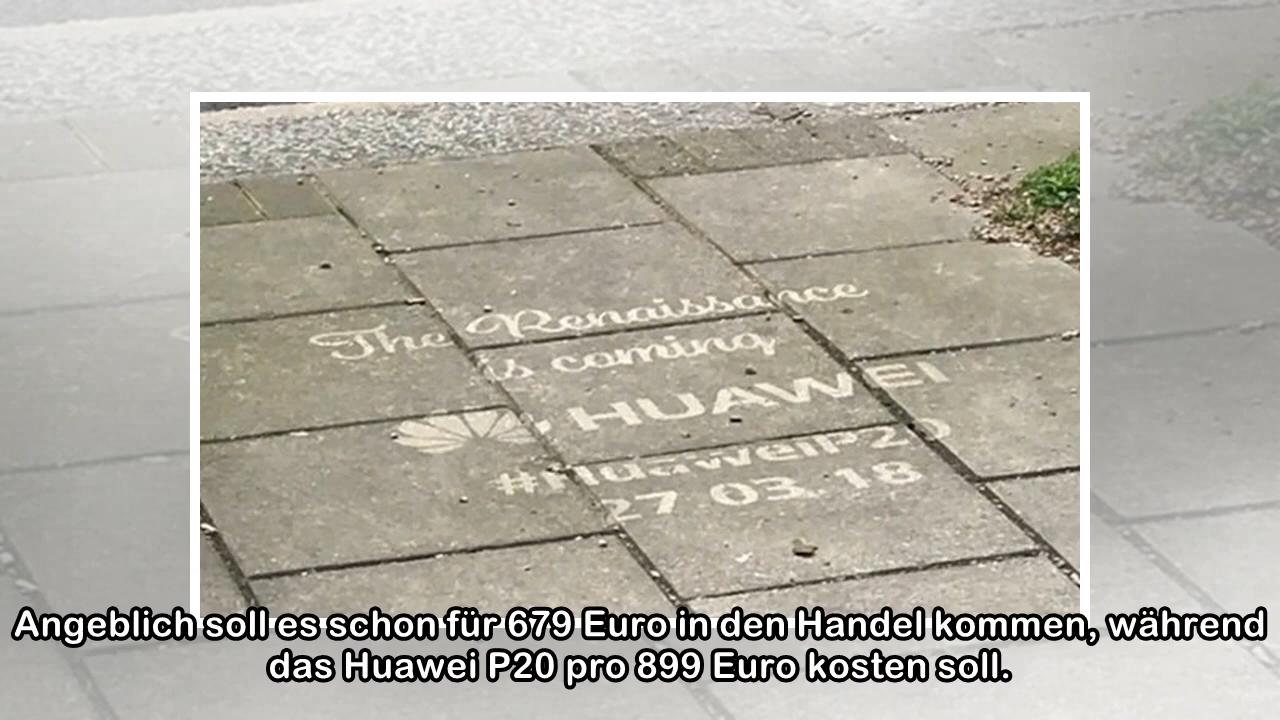 The Renaissance
is coming
HUAWEI
#HuaweiP20
27.03.18
Angeblich soll es schon für 679 Euro in den Handel kommen, während
das Huawei P20 pro 899 Euro kosten soll.